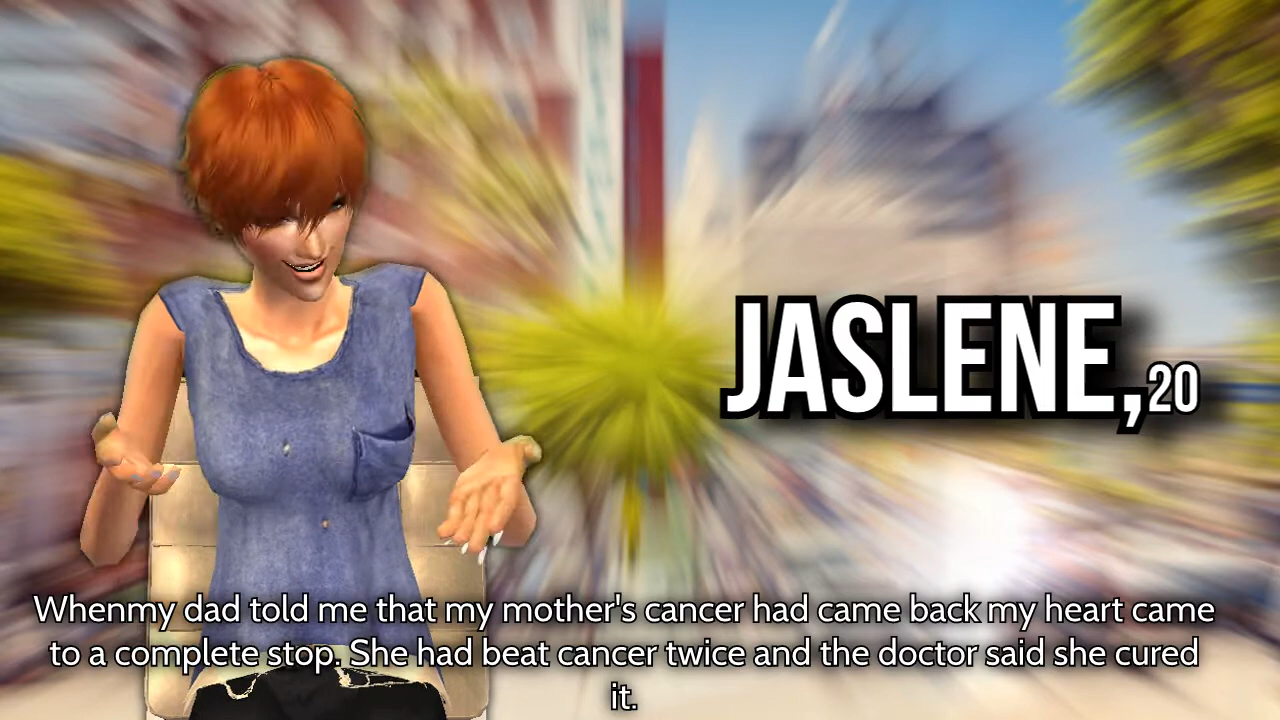 JASLENE,20
Whenmy dad told me that my mother's cancer had came back my heart came
to a complete stop. She had beat cancer twice and the doctor said she cured
it.